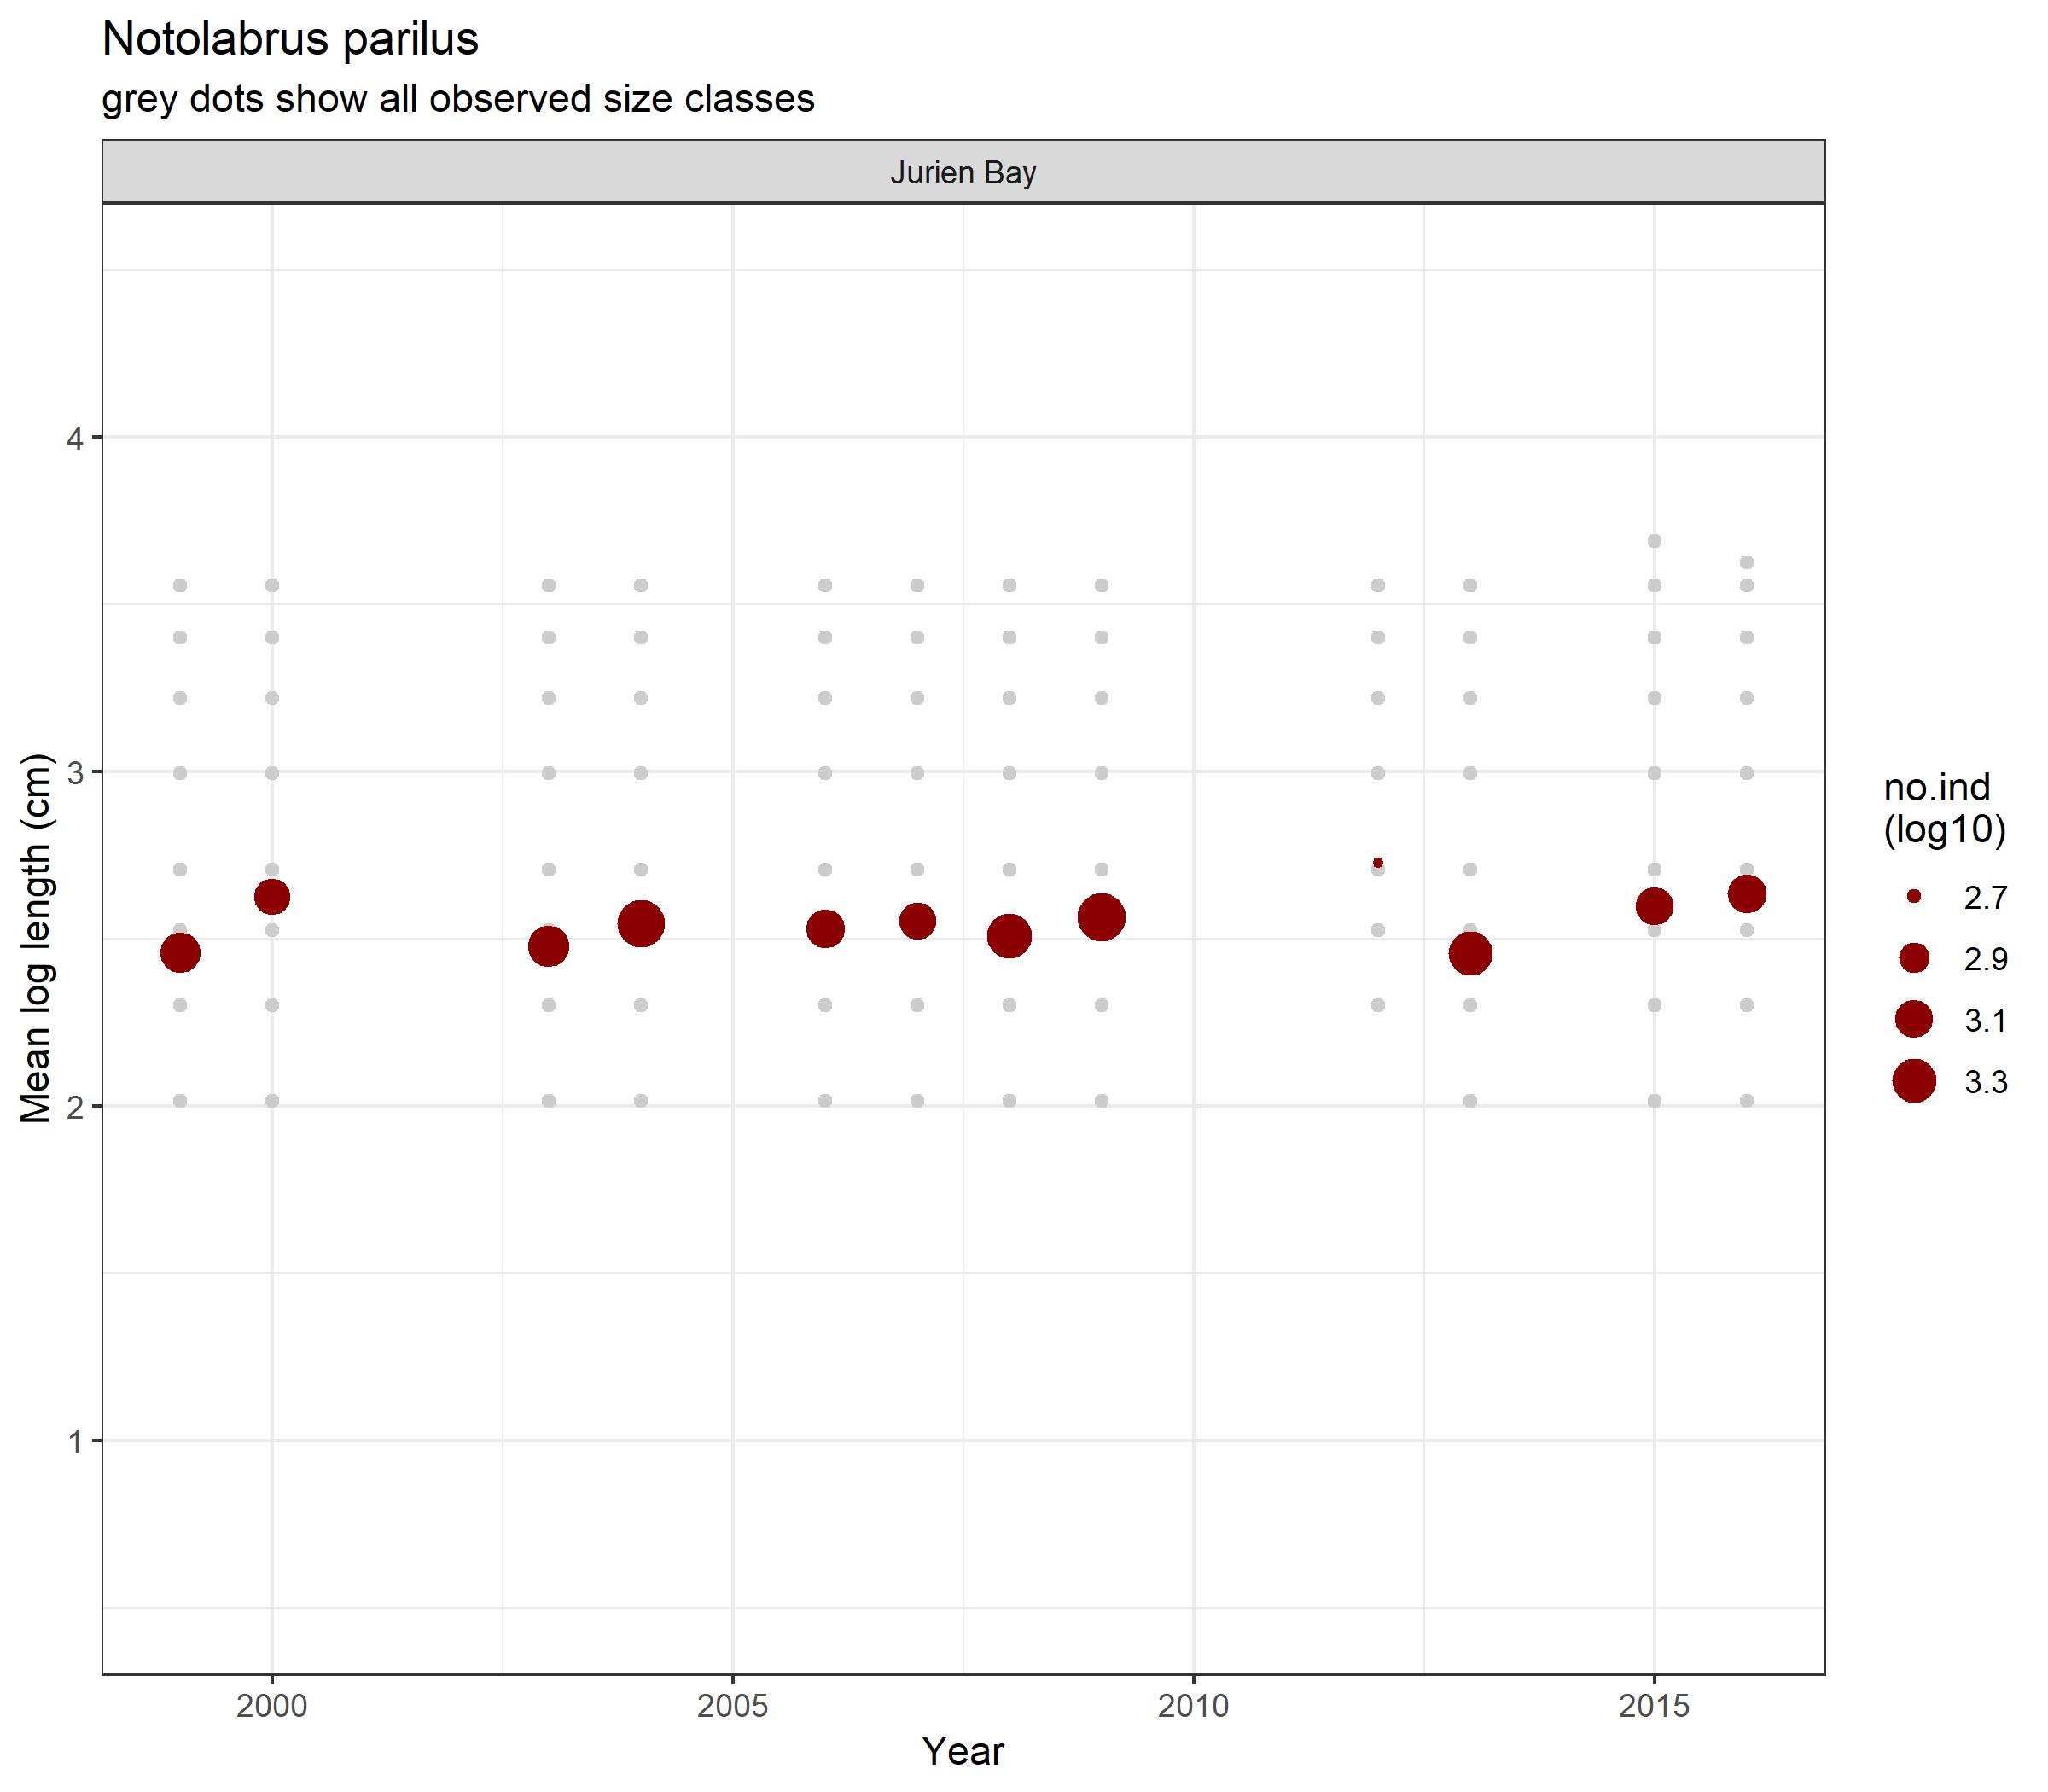 Notolabrus parilus
grey dots show all observed size classes
Jurien Bay
Mean log length (cm)
4
3
2
1
2000
2005
2010
2015
Year
no.ind
(log10)
2.7
2.9
3.1
3.3